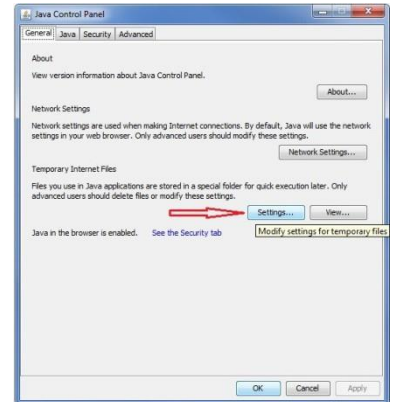 Java Control Panel
General Java Security Advanced
About
View version information about Java Control Panel.
About...
Network Settings
Network settings are used when making Internet connections. By default, Java will use the network
settings in your web browser. Only advanced users should modify these settings.
Network Settings...
Temporary Internet Files
Files you use in Java applications are stored in a special folder for quick execution later. Only
advanced users should delete files or modify these settings.
Settings... View...
Java in the browser is enabled. See the Security tab
Modify settings for temporary files
OK Cancel Apply